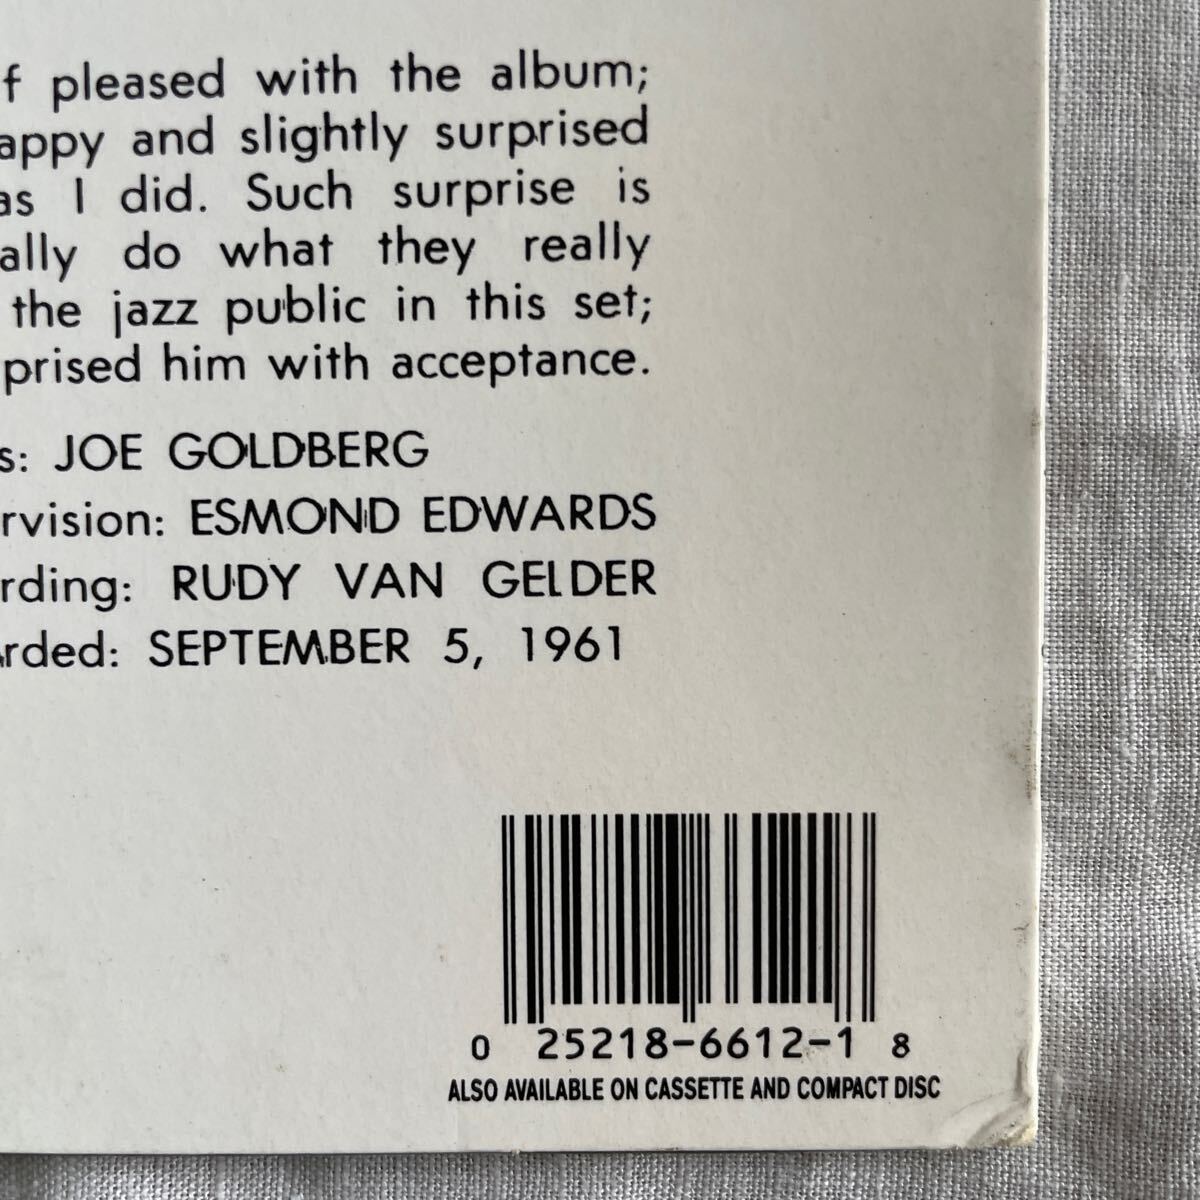 f pleased with the album;
appy and slightly surprised
as I did. Such surprise is
ally do what they really
the jazz public in this set;
prised him with acceptance.
s: JOE GOLDBERG
rvision: ESMOND EDWARDS
rding: RUDY VAN GELDER
rded: SEPTEMBER 5, 1961
0 25218-6612-1 8
ALSO AVAILABLE ON CASSETTE AND COMPACT DISC